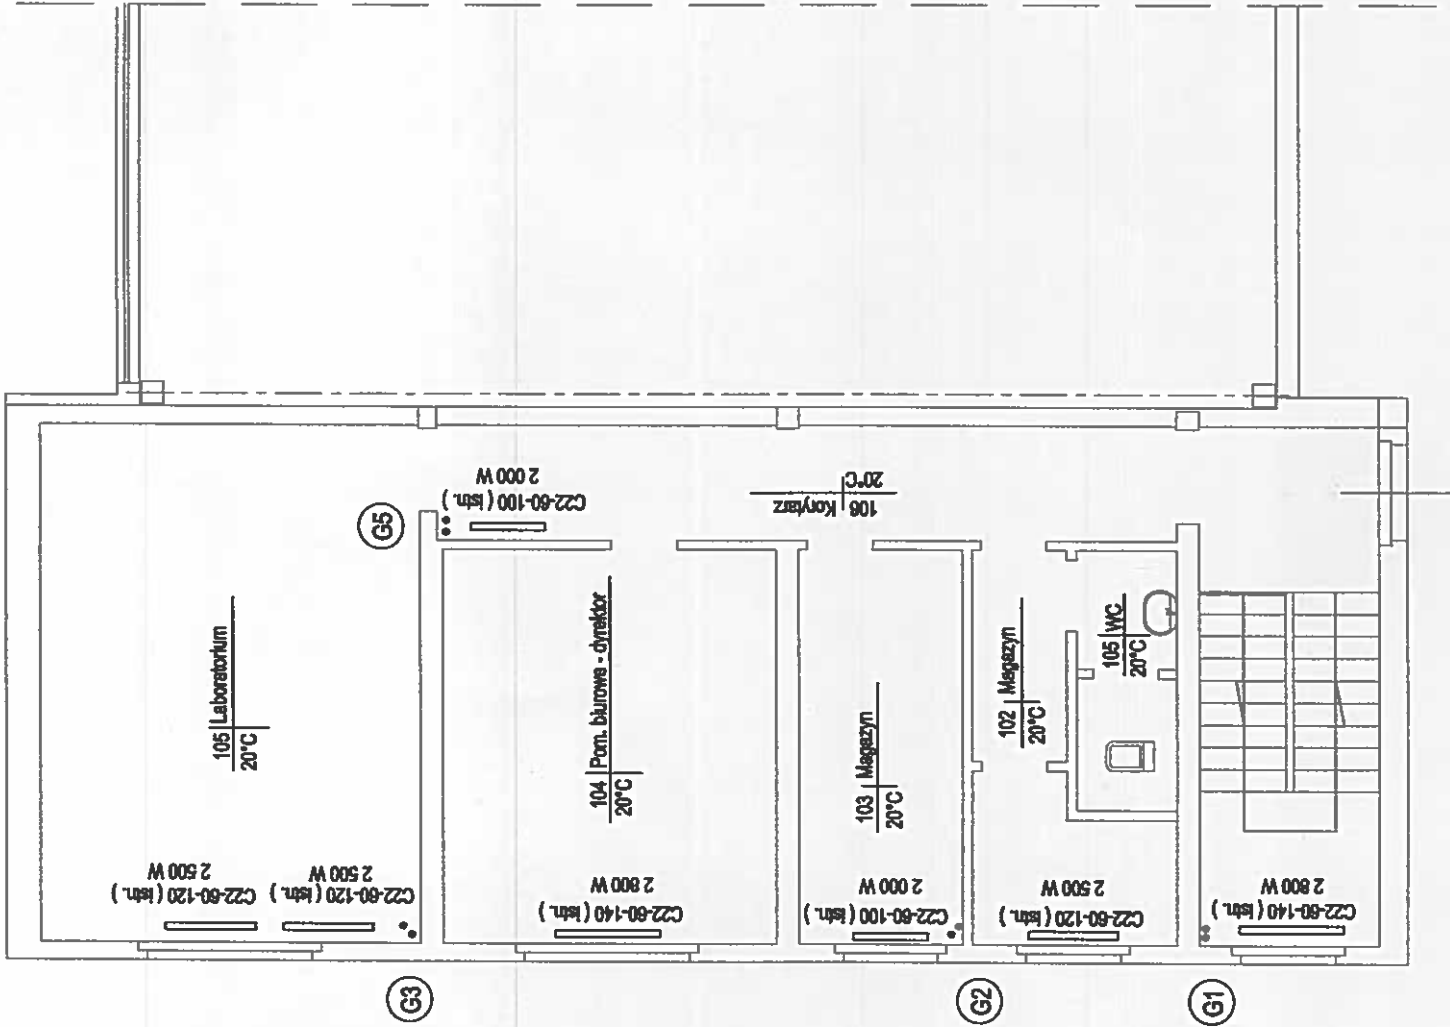 G5
C22-60-100 ( istn. )
2 000 W
106 Korytarz
20°C
105 Laboratorium
20°C
104 Pom. biurowe - dyrektor
20°C
103 Magazyn
20°C
102 Magazyn
20°C
105 WC
20°C
C22-60-120 ( istn. )
2 500 W
C22-60-120 ( istn. )
2 500 W
C22-60-140 ( istn. )
2 800 W
C22-60-100 ( istn. )
2 000 W
C22-60-120 ( istn. )
2 500 W
C22-60-140 ( istn. )
2 800 W
G3
G2
G1